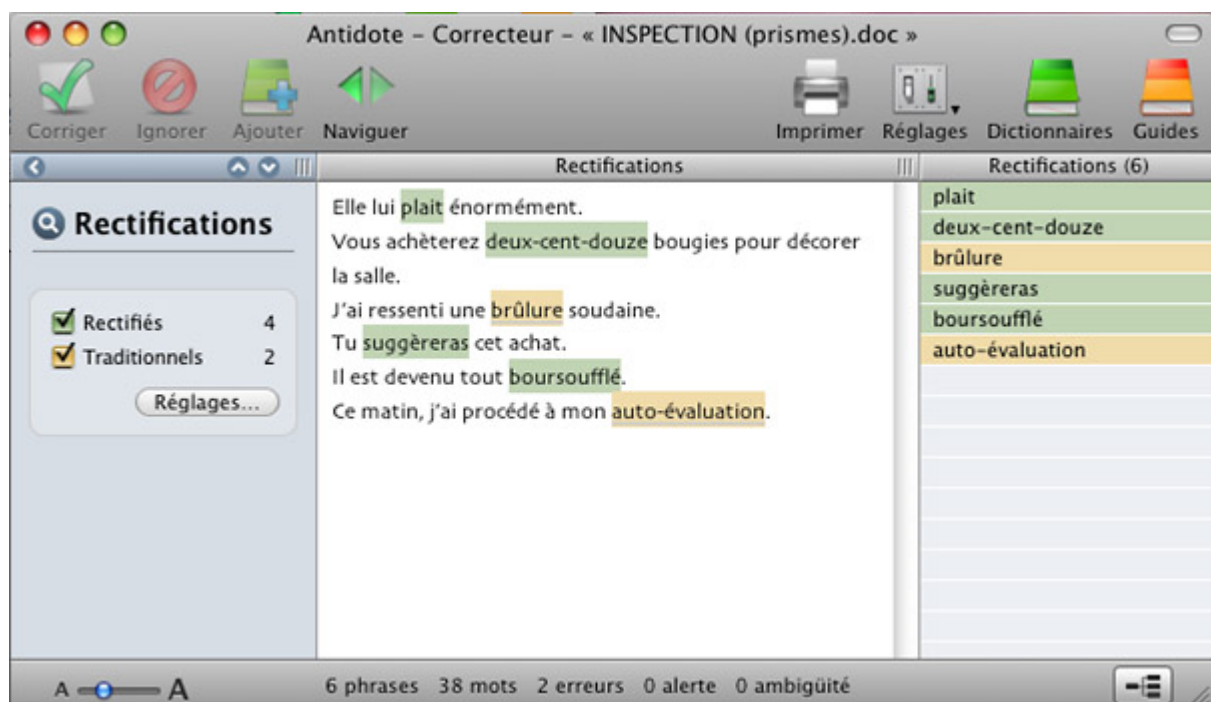 Antidote – Correcteur – « INSPECTION (prismes).doc »
Corriger Ignorer Ajouter Naviguer Imprimer Réglages Dictionnaires Guides
Rectifications Rectifications (6)
Rectifications
Rectifiés 4
Traditionnels 2
Réglages...
Elle lui plait énormément.
Vous achèterez deux-cent-douze bougies pour décorer
la salle.
J'ai ressenti une brûlure soudaine.
Tu suggèreras cet achat.
Il est devenu tout boursoufflé.
Ce matin, j'ai procédé à mon auto-évaluation.
plait
deux-cent-douze
brûlure
suggèreras
boursoufflé
auto-évaluation
A A 6 phrases 38 mots 2 erreurs 0 alerte 0 ambigüité